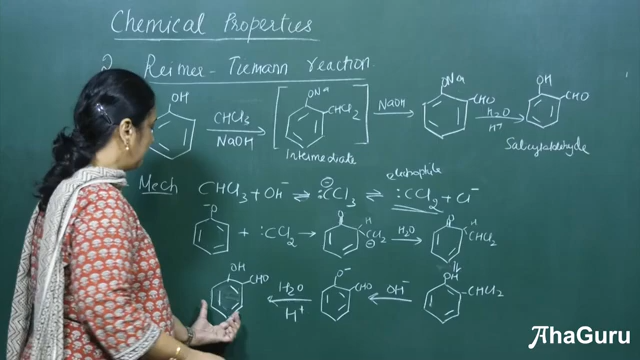 Chemical Properties
2. Reimer-Tiemann reaction.
OH CHCl3 NaOH ONa CHCl2 NaOH ONa CHO H2O H+ OH CHO
Intermediate Salicylaldehyde
electrophile
Mech CHCl3 + OH⁻ ⇌ :CCl3 ⊖ ⇌ :CCl2 + Cl⁻
+ :CCl2 → H CCl2 ⊖ H2O → H CHCl2
OH CHO H2O H+ ← O⁻ CHO OH⁻ ← OH CHCl2
AhaGuru